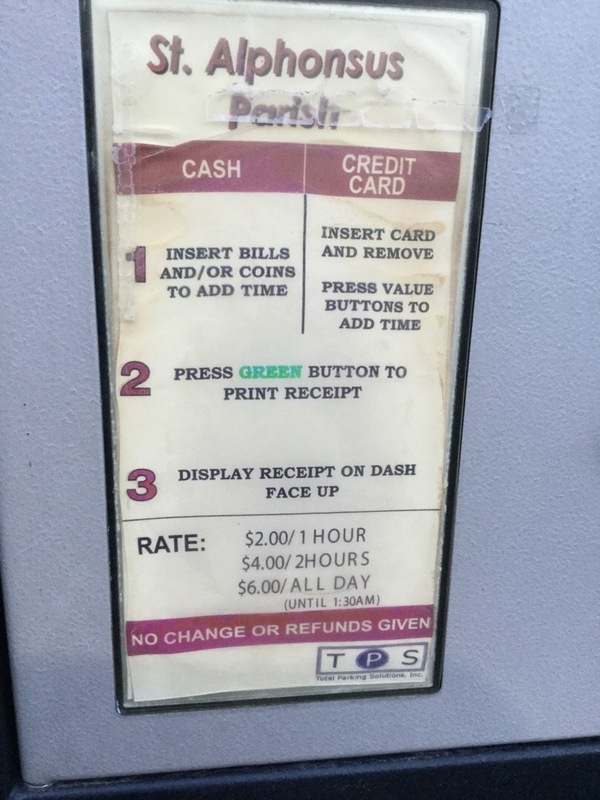 St. Alphonsus
Parish
CASH
CREDIT
CARD
1
INSERT BILLS
AND/OR COINS
TO ADD TIME
INSERT CARD
AND REMOVE
PRESS VALUE
BUTTONS TO
ADD TIME
2
PRESS GREEN BUTTON TO
PRINT RECEIPT
3
DISPLAY RECEIPT ON DASH
FACE UP
RATE:
$2.00/ 1 HOUR
$4.00/ 2HOURS
$6.00/ ALL DAY
(UNTIL 1:30AM)
NO CHANGE OR REFUNDS GIVEN
T P S
Total Parking Solutions, Inc.